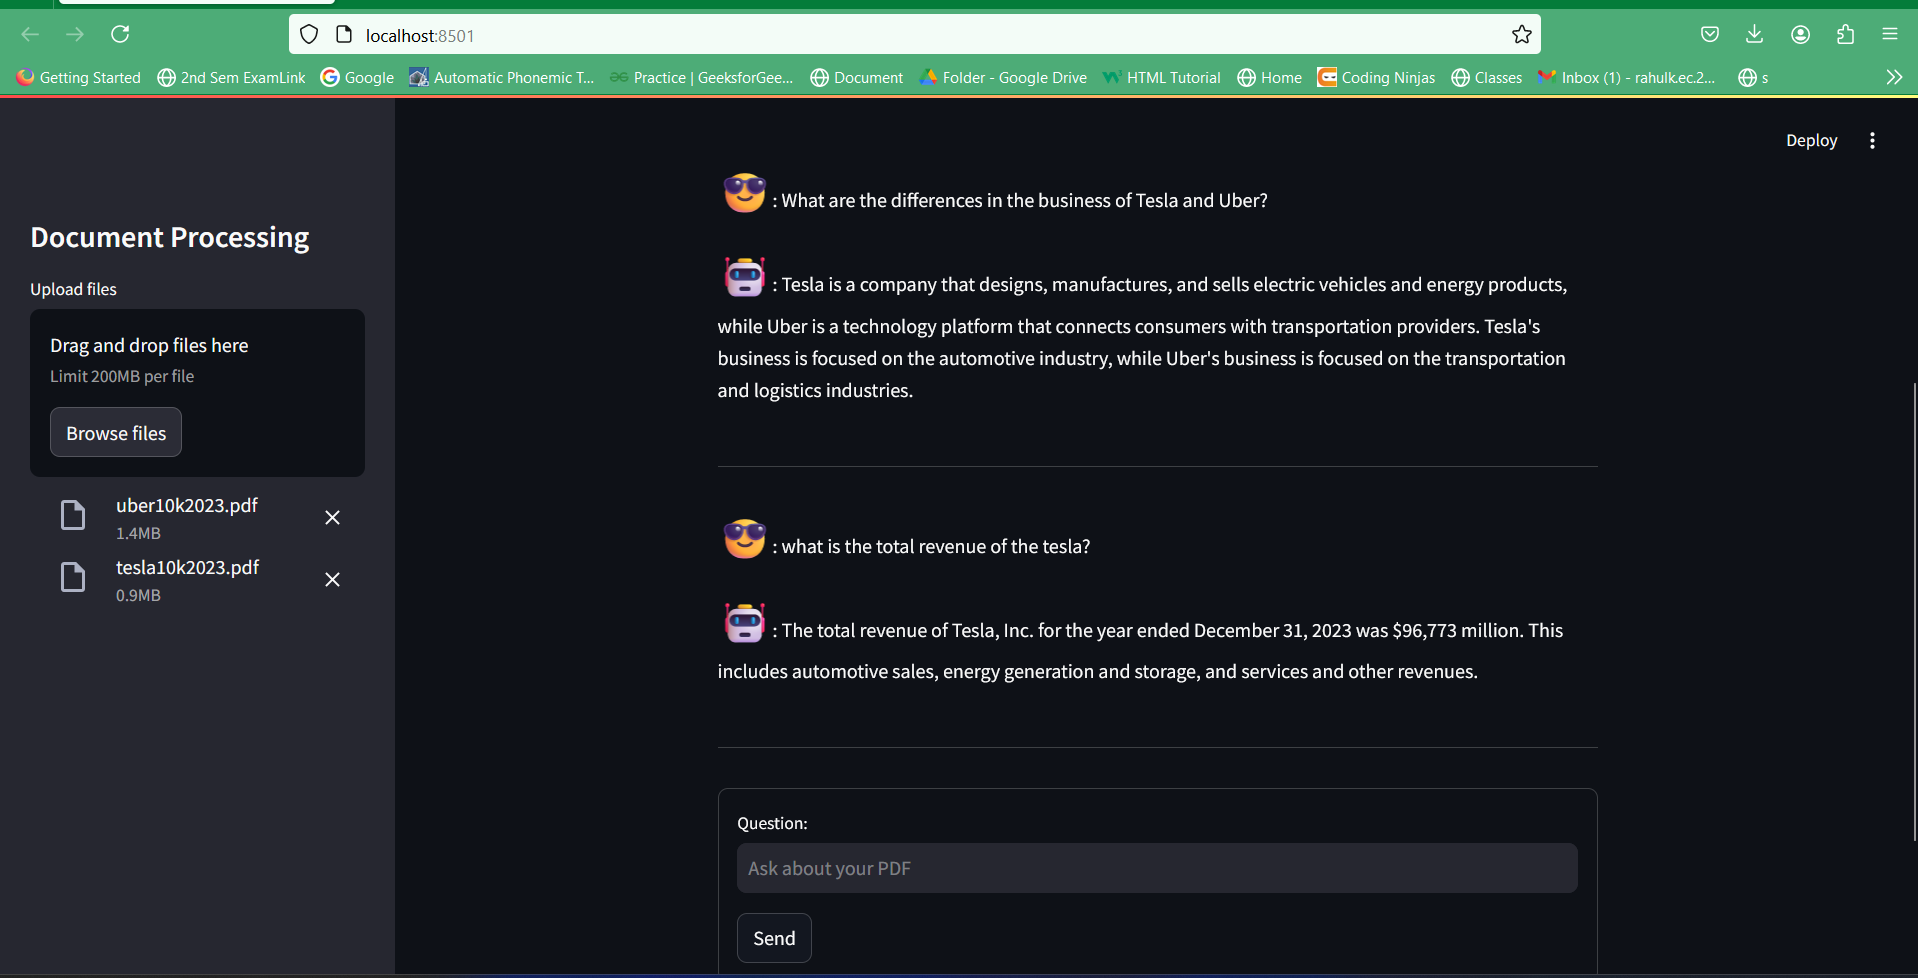 localhost:8501
Getting Started
2nd Sem ExamLink
Google
Automatic Phonemic T...
Practice | GeeksforGee...
Document
Folder - Google Drive
HTML Tutorial
Home
Coding Ninjas
Classes
Inbox (1) - rahulk.ec.2...
s
Deploy
Document Processing
Upload files
Drag and drop files here
Limit 200MB per file
Browse files
uber10k2023.pdf
1.4MB
tesla10k2023.pdf
0.9MB
: What are the differences in the business of Tesla and Uber?
: Tesla is a company that designs, manufactures, and sells electric vehicles and energy products,
while Uber is a technology platform that connects consumers with transportation providers. Tesla's
business is focused on the automotive industry, while Uber's business is focused on the transportation
and logistics industries.
: what is the total revenue of the tesla?
: The total revenue of Tesla, Inc. for the year ended December 31, 2023 was $96,773 million. This
includes automotive sales, energy generation and storage, and services and other revenues.
Question:
Ask about your PDF
Send